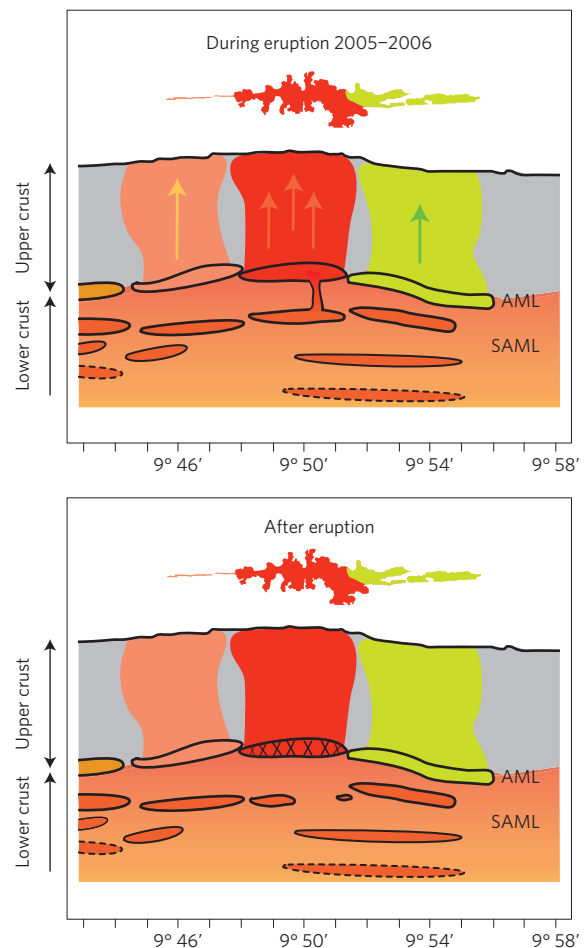 During eruption 2005–2006
Upper crust
Lower crust
AML
SAML
9° 46′ 9° 50′ 9° 54′ 9° 58′
After eruption
Upper crust
Lower crust
AML
SAML
9° 46′ 9° 50′ 9° 54′ 9° 58′